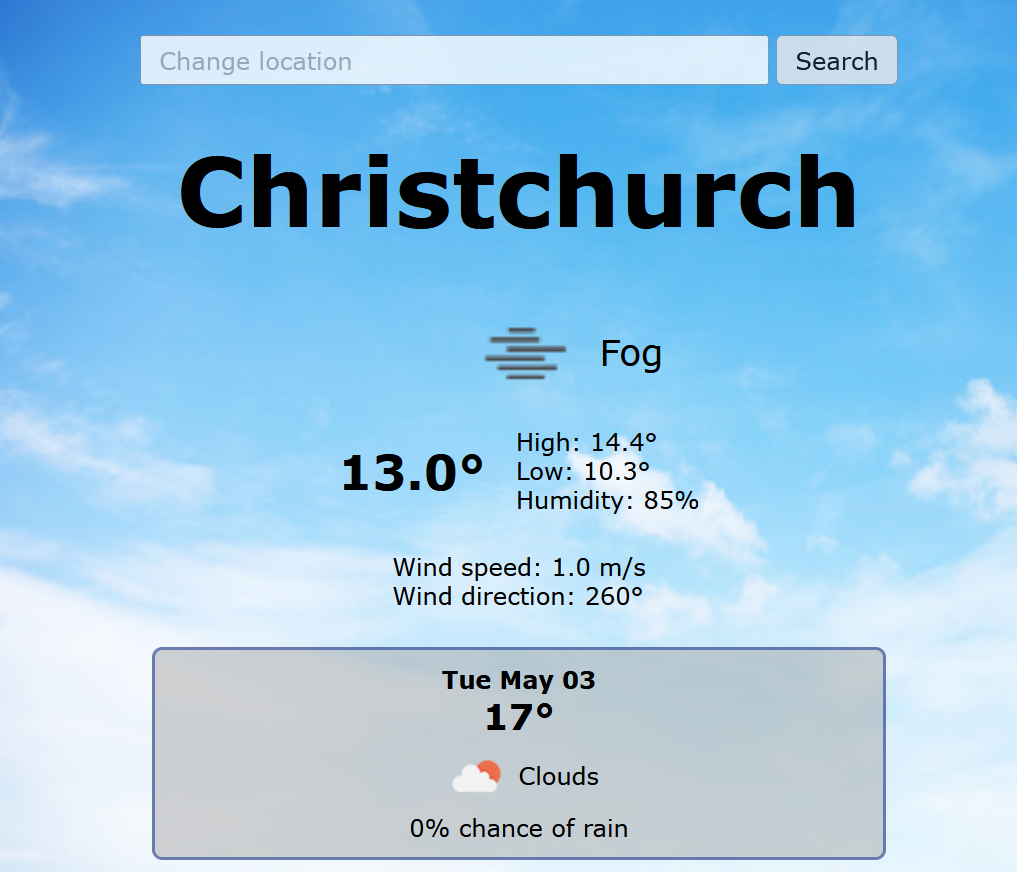 Change location
Search
Christchurch
Fog
13.0°
High: 14.4°
Low: 10.3°
Humidity: 85%
Wind speed: 1.0 m/s
Wind direction: 260°
Tue May 03
17°
Clouds
0% chance of rain